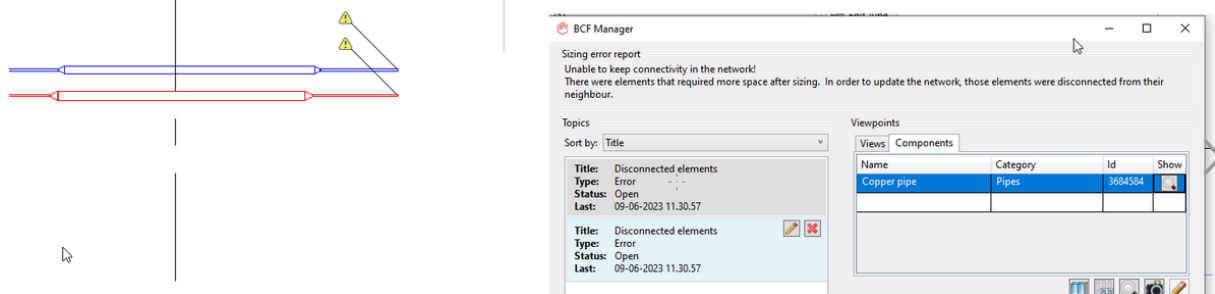 BCF Manager
Sizing error report
Unable to keep connectivity in the network!
There were elements that required more space after sizing. In order to update the network, those elements were disconnected from their
neighbour.
Topics
Sort by: Title
Title: Disconnected elements
Type: Error
Status: Open
Last: 09-06-2023 11.30.57
Title: Disconnected elements
Type: Error
Status: Open
Last: 09-06-2023 11.30.57
Viewpoints
Views Components
Name Category Id Show
Copper pipe Pipes 3684584